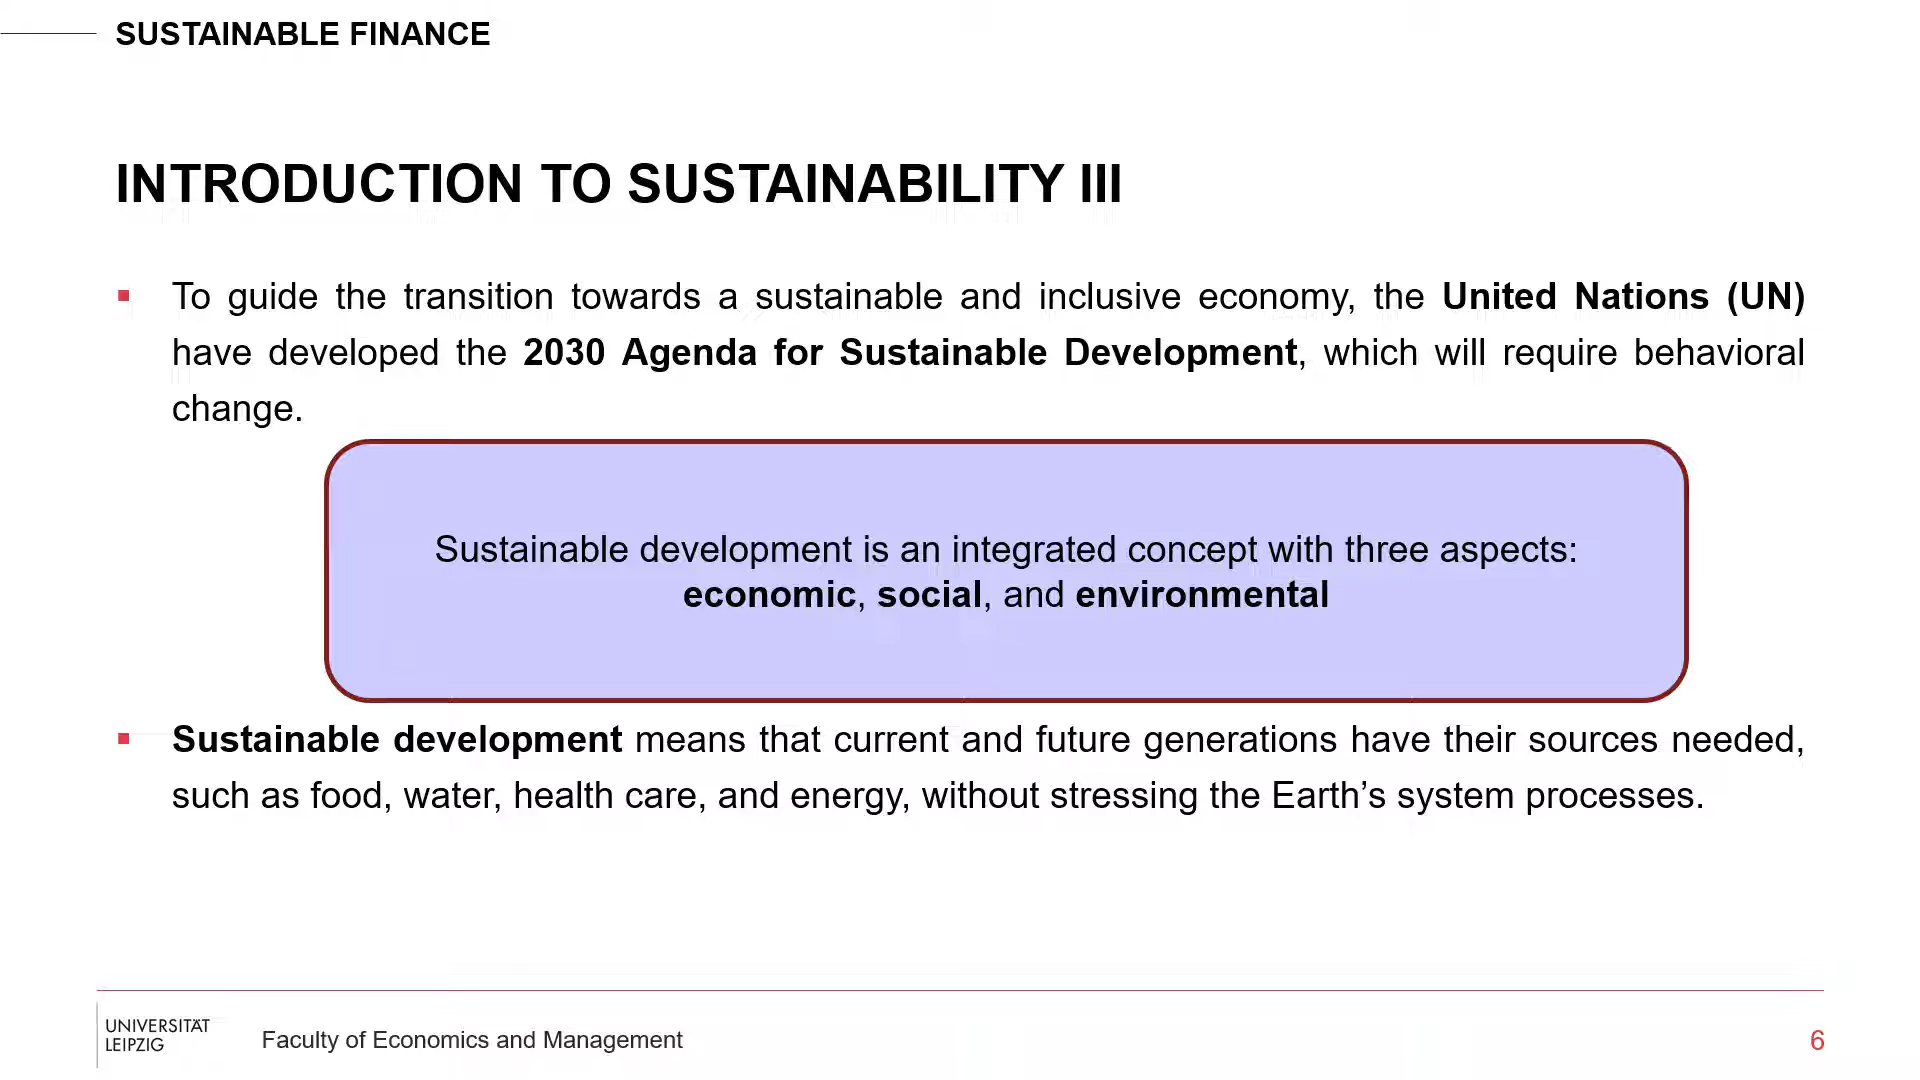 SUSTAINABLE FINANCE
INTRODUCTION TO SUSTAINABILITY III
▪ To guide the transition towards a sustainable and inclusive economy, the United Nations (UN)
have developed the 2030 Agenda for Sustainable Development, which will require behavioral
change.
Sustainable development is an integrated concept with three aspects:
economic, social, and environmental
▪ Sustainable development means that current and future generations have their sources needed,
such as food, water, health care, and energy, without stressing the Earth’s system processes.
UNIVERSITÄT
LEIPZIG
Faculty of Economics and Management
6